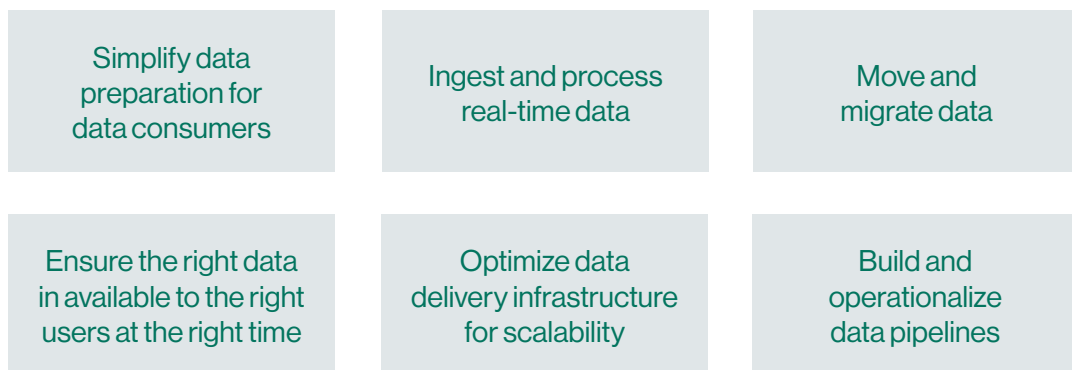 Simplify data
preparation for
data consumers
Ingest and process
real-time data
Move and
migrate data
Ensure the right data
in available to the right
users at the right time
Optimize data
delivery infrastructure
for scalability
Build and
operationalize
data pipelines